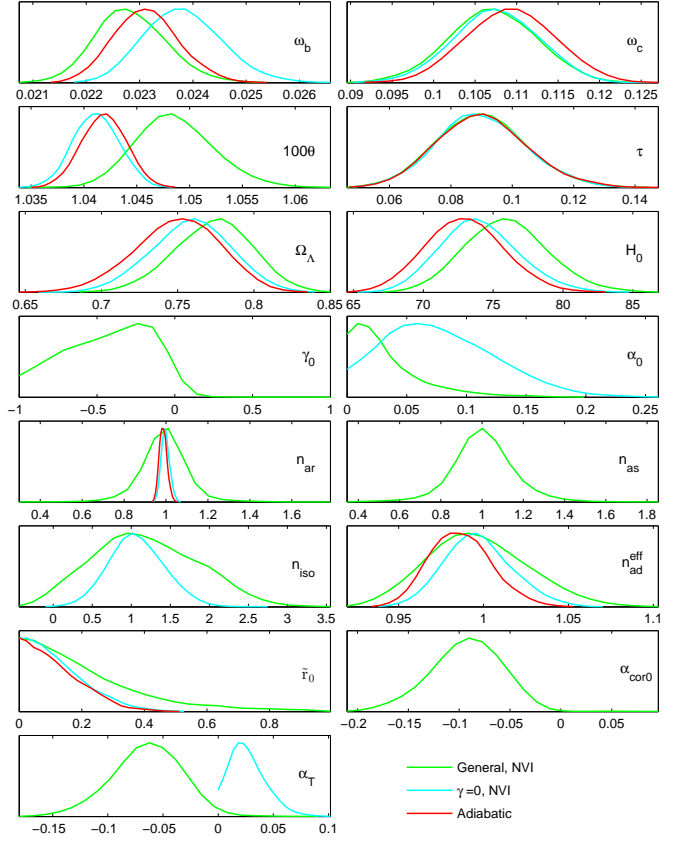 ω_b
0.021 0.022 0.023 0.024 0.025 0.026
ω_c
0.09 0.095 0.1 0.105 0.11 0.115 0.12 0.125
100θ
1.035 1.04 1.045 1.05 1.055 1.06
τ
0.06 0.08 0.1 0.12 0.14
Ω_Λ
0.65 0.7 0.75 0.8 0.85
H_0
65 70 75 80 85
γ_0
−1 −0.5 0 0.5 1
α_0
0 0.05 0.1 0.15 0.2 0.25
n_ar
0.4 0.6 0.8 1 1.2 1.4 1.6
n_as
0.4 0.6 0.8 1 1.2 1.4 1.6 1.8
n_iso
0 0.5 1 1.5 2 2.5 3 3.5
n_ad^eff
0.95 1 1.05 1.1
r̃_0
0 0.2 0.4 0.6 0.8
α_cor0
−0.2 −0.15 −0.1 −0.05 0 0.05
α_T
−0.15 −0.1 −0.05 0 0.05 0.1
General, NVI
γ=0, NVI
Adiabatic